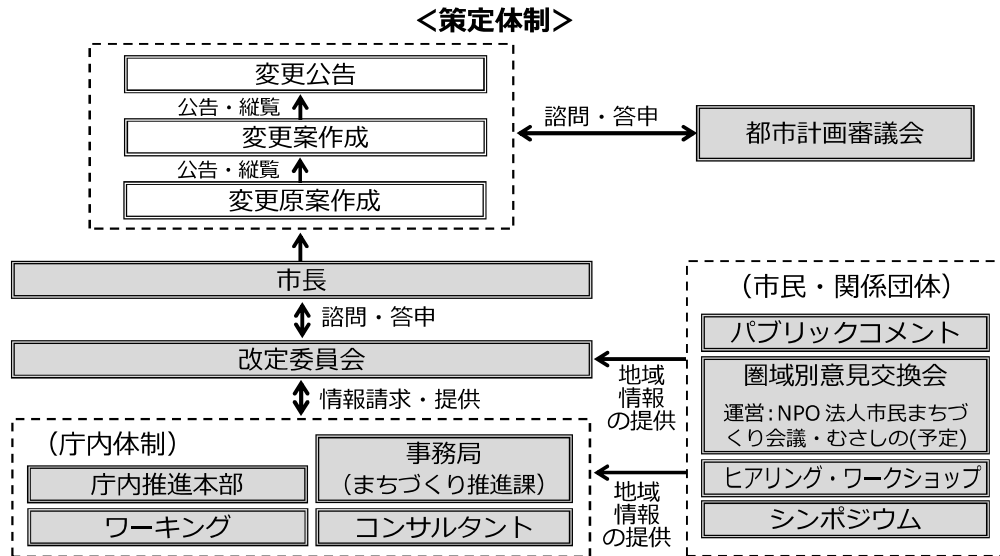 ＜策定体制＞
変更公告
公告・縦覧
変更案作成
公告・縦覧
変更原案作成
諮問・答申
都市計画審議会
市長
諮問・答申
改定委員会
情報請求・提供
（庁内体制）
庁内推進本部
事務局
（まちづくり推進課）
ワーキング
コンサルタント
地域
情報
の提供
地域
情報
の提供
（市民・関係団体）
パブリックコメント
圏域別意見交換会
運営：NPO 法人市民まちづ
くり会議・むさしの(予定)
ヒアリング・ワークショップ
シンポジウム